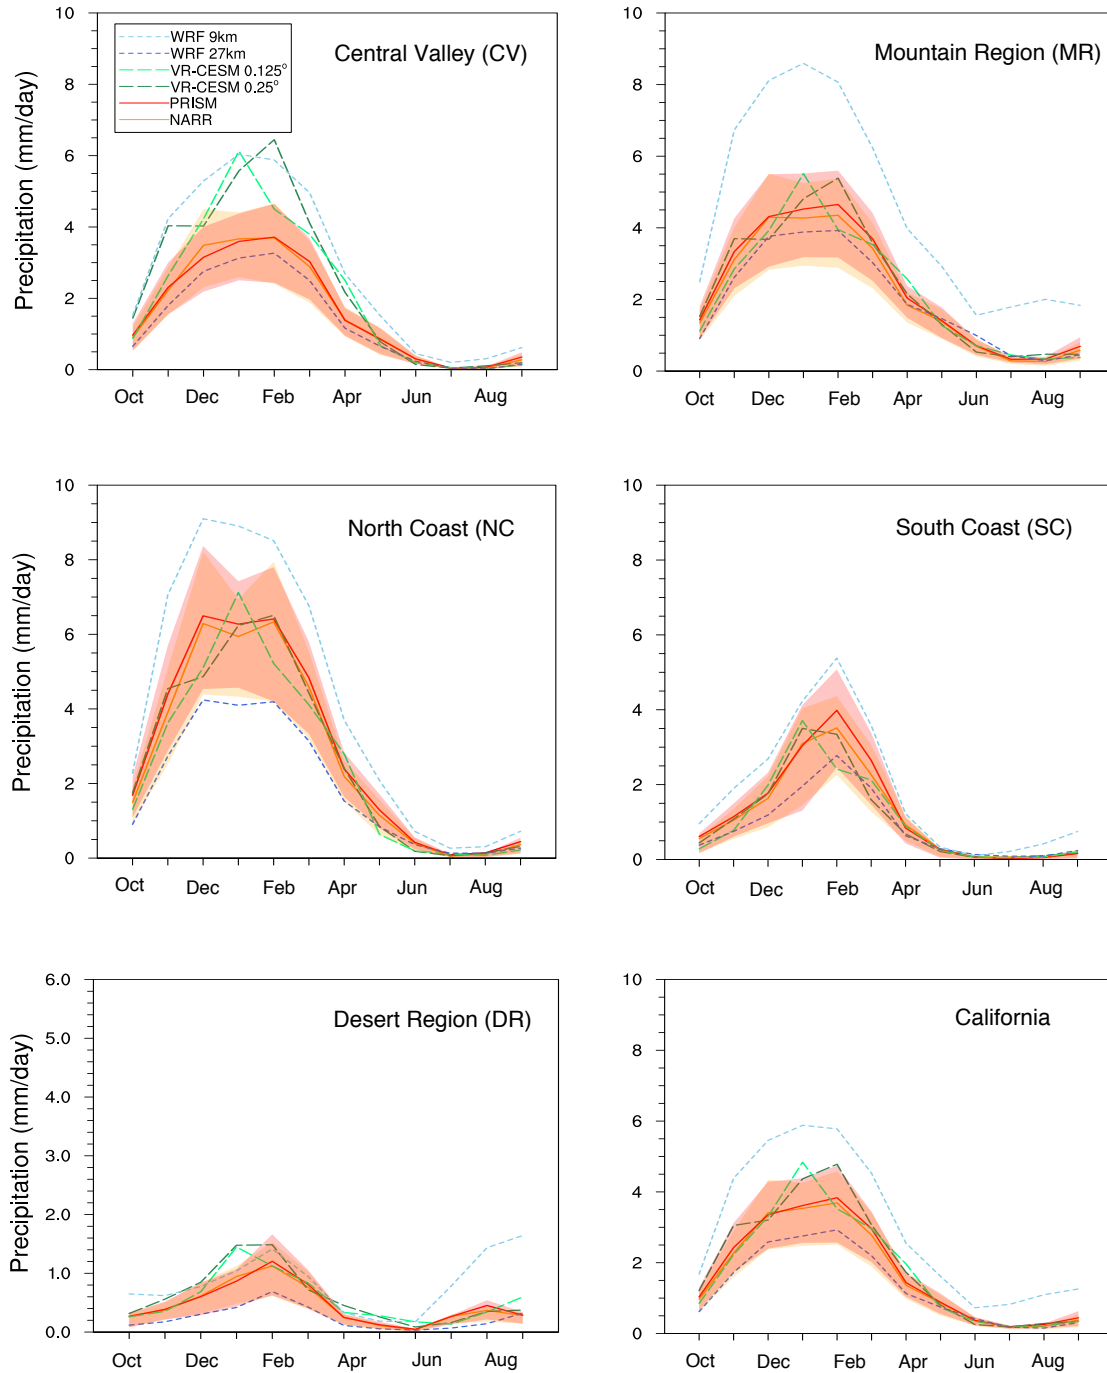 10
8
6
4
2
0
Precipitation (mm/day)
WRF 9km
WRF 27km
VR-CESM 0.125°
VR-CESM 0.25°
PRISM
NARR
Central Valley (CV)
Oct Dec Feb Apr Jun Aug
10
8
6
4
2
0
Precipitation (mm/day)
Mountain Region (MR)
Oct Dec Feb Apr Jun Aug
10
8
6
4
2
0
Precipitation (mm/day)
North Coast (NC
Oct Dec Feb Apr Jun Aug
10
8
6
4
2
0
South Coast (SC)
Oct Dec Feb Apr Jun Aug
6.0
5.0
4.0
3.0
2.0
1.0
0.0
Precipitation (mm/day)
Desert Region (DR)
Oct Dec Feb Apr Jun Aug
10
8
6
4
2
0
California
Oct Dec Feb Apr Jun Aug